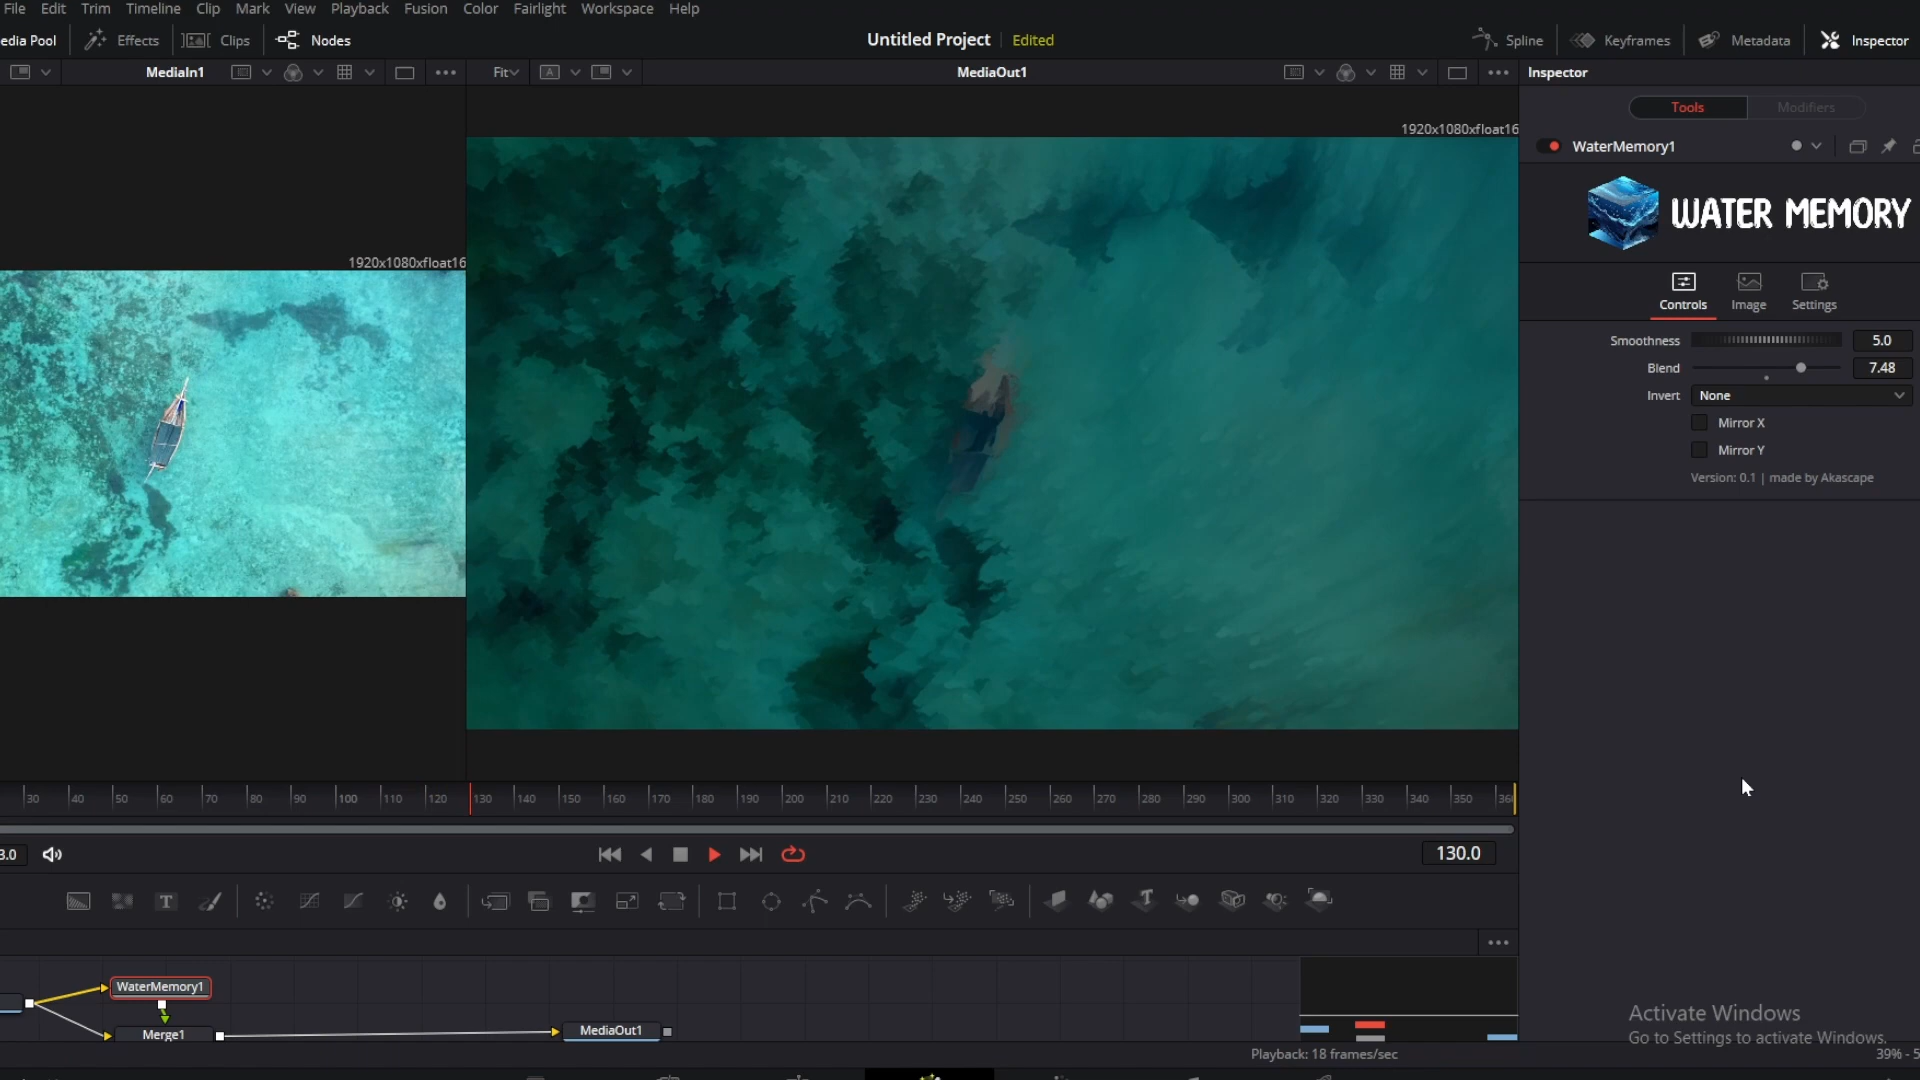 File Edit Trim Timeline Clip Mark View Playback Fusion Color Fairlight Workspace Help
edia Pool Effects Clips Nodes Untitled Project Edited Spline Keyframes Metadata Inspector
MediaIn1 Fit A MediaOut1 Inspector
Tools Modifiers
1920x1080xfloat16
WaterMemory1
WATER MEMORY
1920x1080xfloat16
Controls Image Settings
Smoothness 5.0
Blend 7.48
Invert None
Mirror X
Mirror Y
Version: 0.1 | made by Akascape
30 40 50 60 70 80 90 100 110 120 130 140 150 160 170 180 190 200 210 220 230 240 250 260 270 280 290 300 310 320 330 340 350 36
3.0 130.0
T T
WaterMemory1
Merge1 MediaOut1
Activate Windows
Go to Settings to activate Windows.
Playback: 18 frames/sec 39% - 5